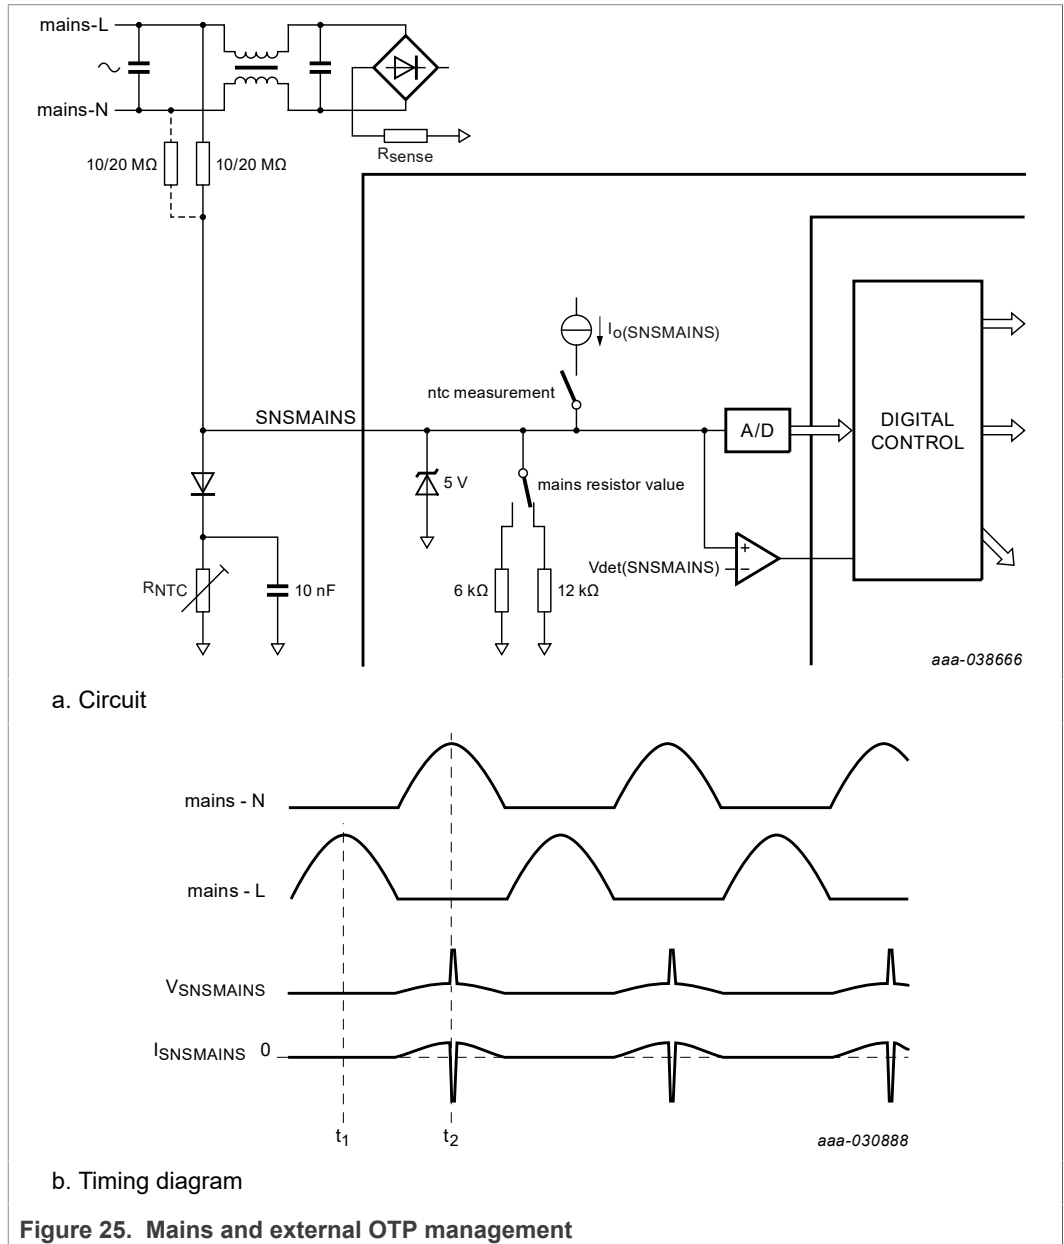 mains-L
mains-N
10/20 MΩ
10/20 MΩ
Rsense
Io(SNSMAINS)
ntc measurement
SNSMAINS
A/D
DIGITAL
CONTROL
5 V
mains resistor value
Vdet(SNSMAINS)
+
−
RNTC
10 nF
6 kΩ
12 kΩ
aaa-038666
a. Circuit
mains - N
mains - L
VSNSMAINS
ISNSMAINS 0
t1
t2
aaa-030888
b. Timing diagram
Figure 25. Mains and external OTP management